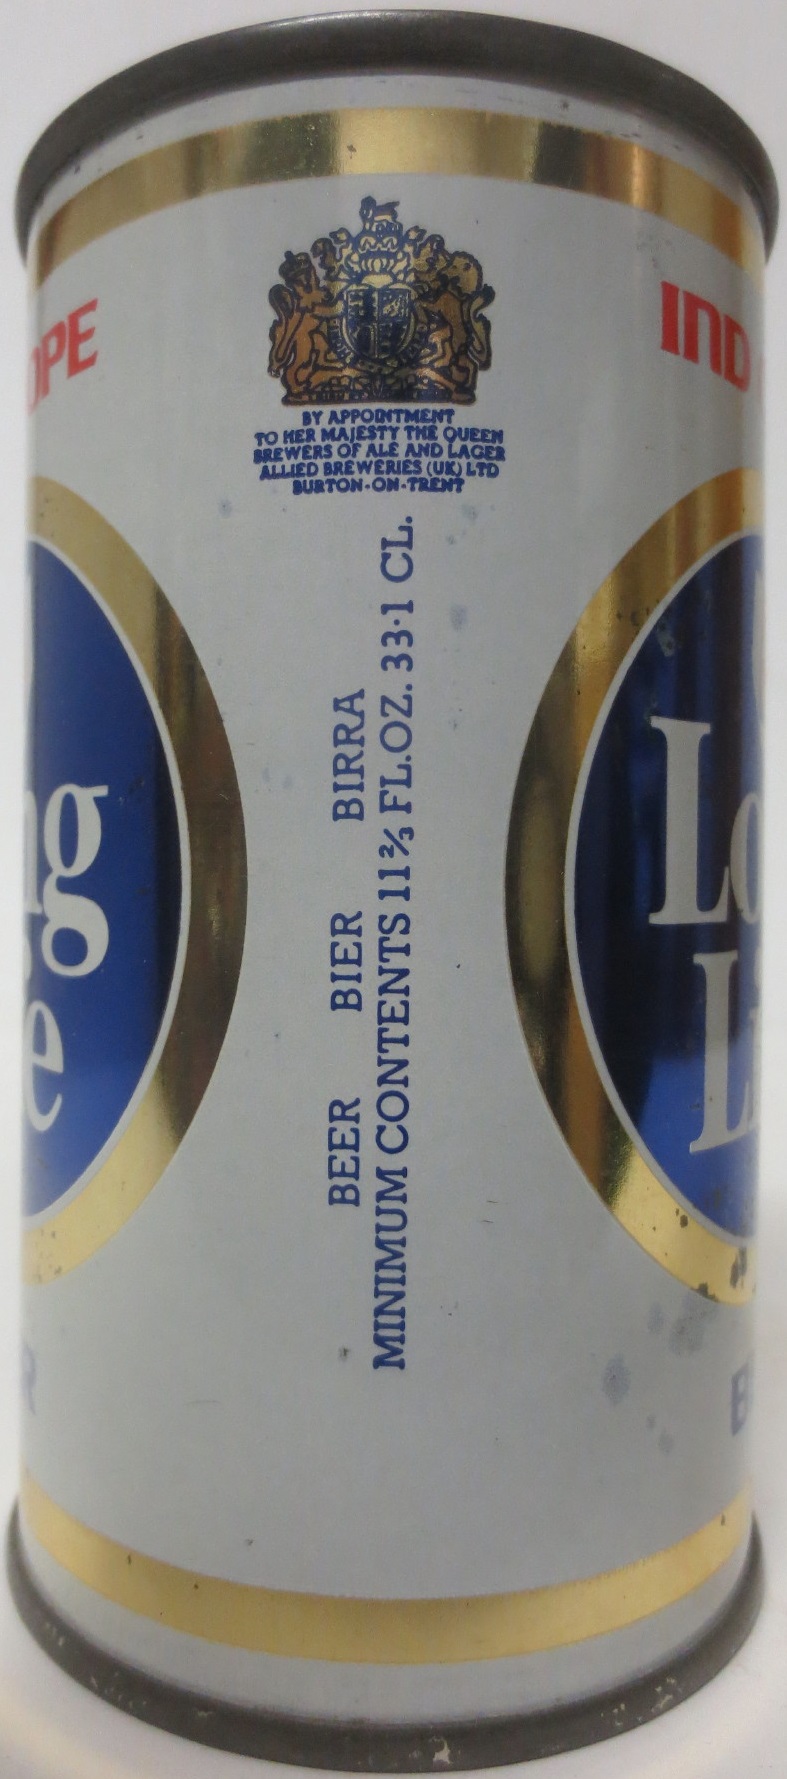 OPE
IND
BY APPOINTMENT
TO HER MAJESTY THE QUEEN
BREWERS OF ALE AND LAGER
ALLIED BREWERIES (UK) LTD
BURTON-ON-TRENT
BEER BIER BIRRA
MINIMUM CONTENTS 11⅔ FL.OZ. 33·1 CL.
ng
e
Lo
Li
R
B